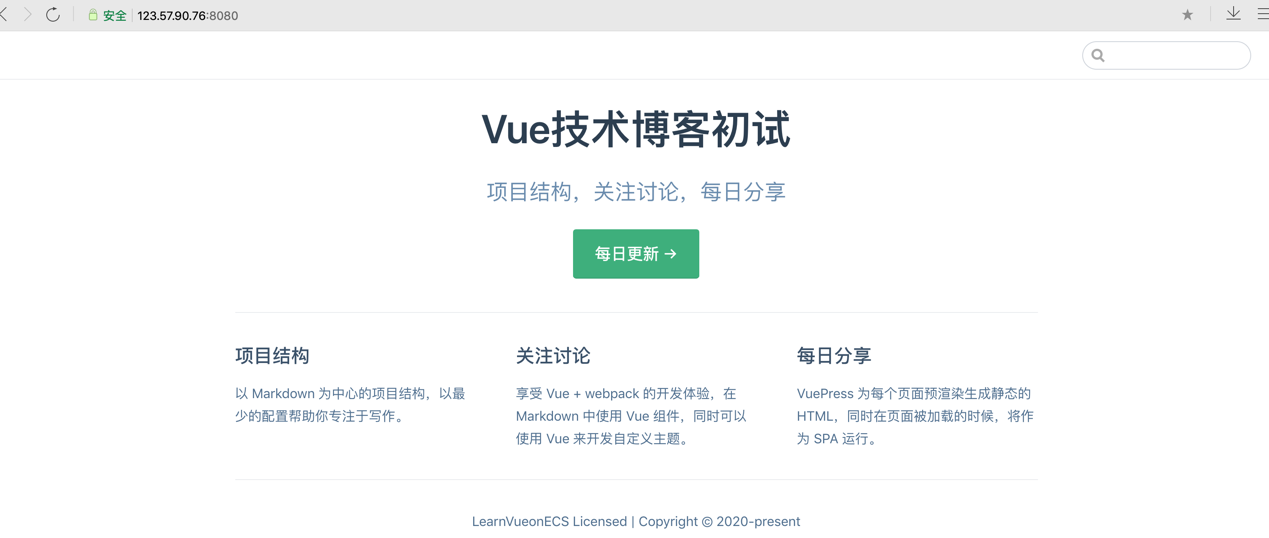 安全 123.57.90.76:8080
Vue技术博客初试
项目结构，关注讨论，每日分享
每日更新 →
项目结构
以 Markdown 为中心的项目结构，以最
少的配置帮助你专注于写作。
关注讨论
享受 Vue + webpack 的开发体验，在
Markdown 中使用 Vue 组件，同时可以
使用 Vue 来开发自定义主题。
每日分享
VuePress 为每个页面预渲染生成静态的
HTML，同时在页面被加载的时候，将作
为 SPA 运行。
LearnVueonECS Licensed | Copyright © 2020-present